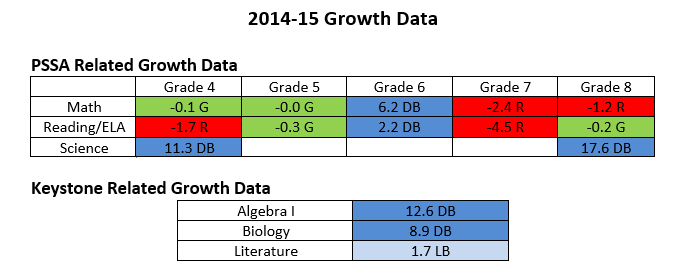 2014-15 Growth Data
PSSA Related Growth Data
Grade 4 Grade 5 Grade 6 Grade 7 Grade 8
Math -0.1 G -0.0 G 6.2 DB -2.4 R -1.2 R
Reading/ELA -1.7 R -0.3 G 2.2 DB -4.5 R -0.2 G
Science 11.3 DB 17.6 DB
Keystone Related Growth Data
Algebra I 12.6 DB
Biology 8.9 DB
Literature 1.7 LB